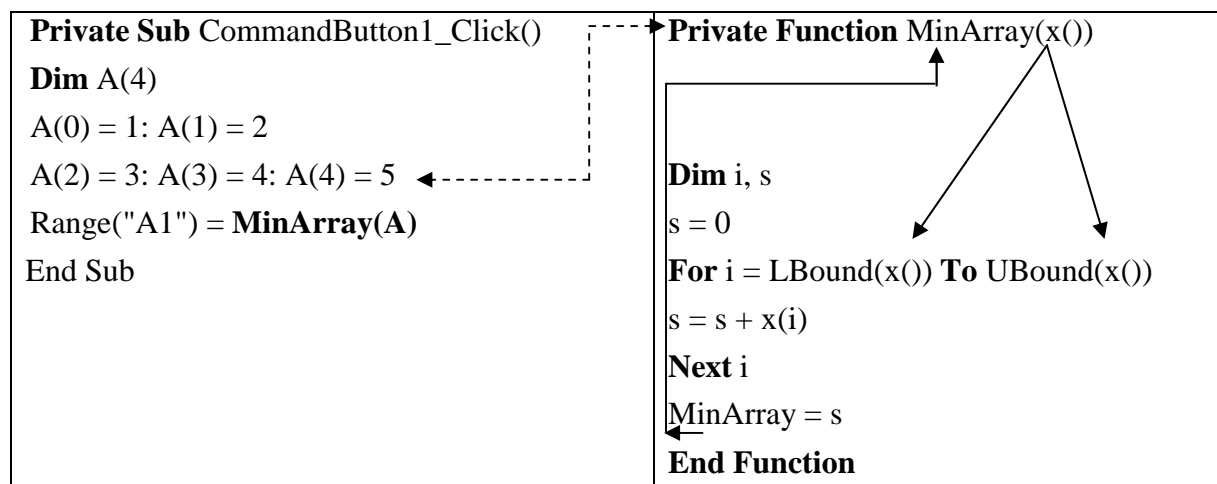 Private Sub CommandButton1_Click()
Dim A(4)
A(0) = 1: A(1) = 2
A(2) = 3: A(3) = 4: A(4) = 5
Range("A1") = MinArray(A)
End Sub
Private Function MinArray(x())
Dim i, s
s = 0
For i = LBound(x()) To UBound(x())
s = s + x(i)
Next i
MinArray = s
End Function